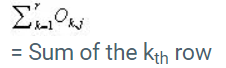 ∑ʳₖ₌₁Oₖ,ⱼ
= Sum of the kth row